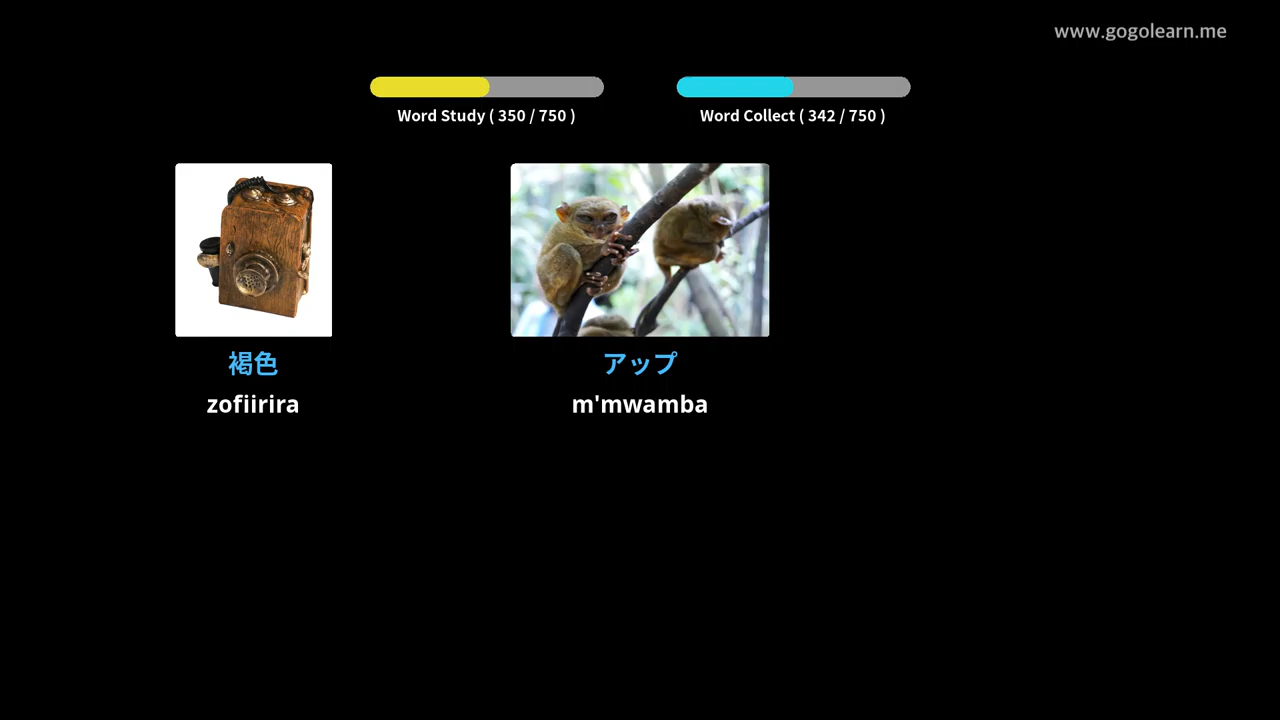 www.gogolearn.me
Word Study ( 350 / 750 )
Word Collect ( 342 / 750 )
褐色
zofiirira
アップ
m'mwamba